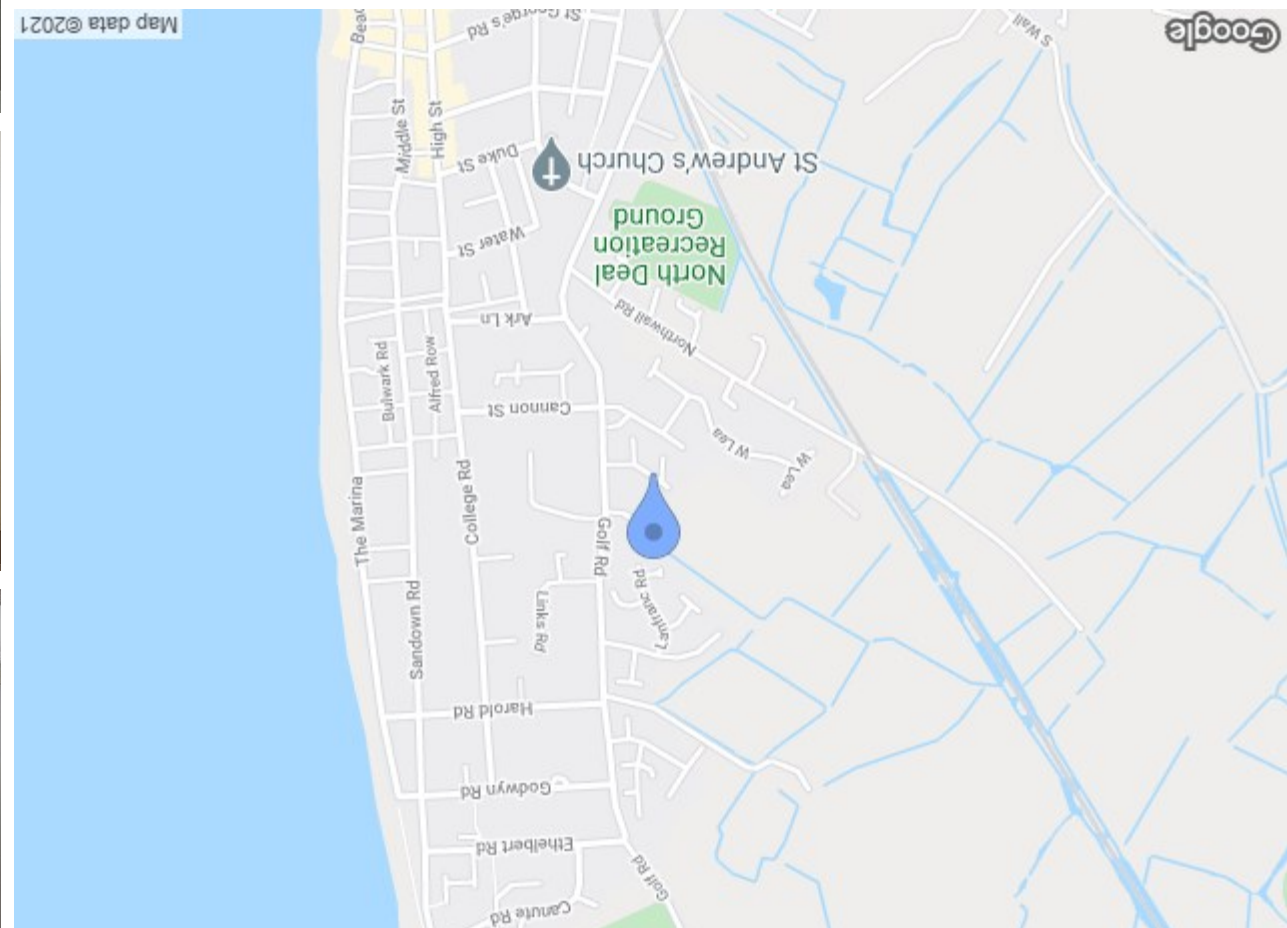 Canute Rd
Golf Rd
Ethelbert Rd
Godwyn Rd
Harold Rd
Sandown Rd
Links Rd
Lanfranc Rd
Golf Rd
The Marina
College Rd
W Lea
W Lea
Cannon St
Bulwark Rd
Alfred Row
Northwall Rd
Ark Ln
North Deal
Recreation
Ground
Water St
St Andrew's Church
Duke St
Middle St
High St
St George's Rd
S Wall
Google
Map data ©2021